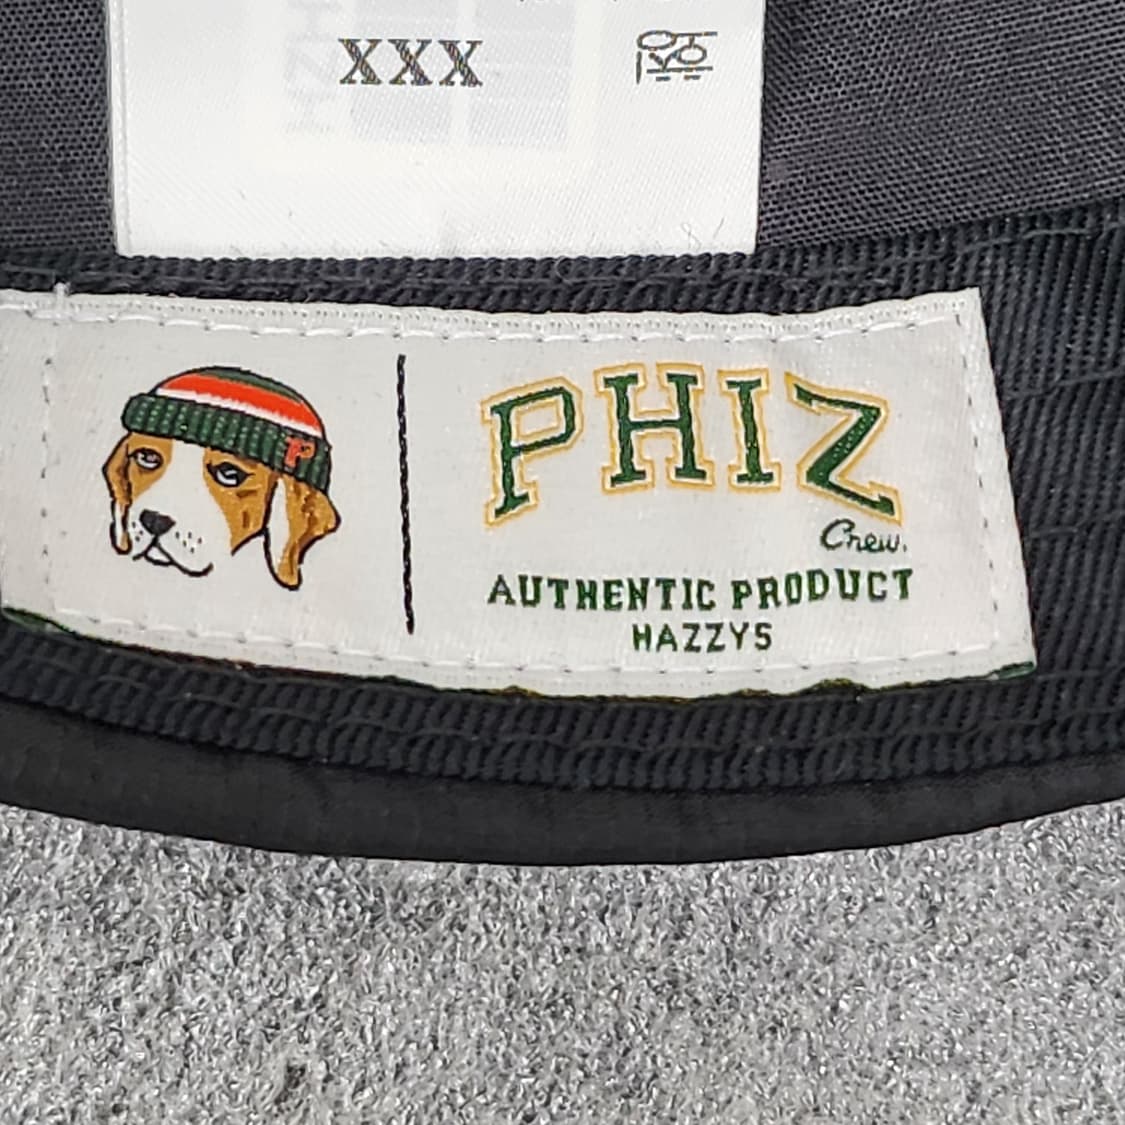 XXX
P
PHIZ
Crew.
AUTHENTIC PRODUCT
HAZZYS